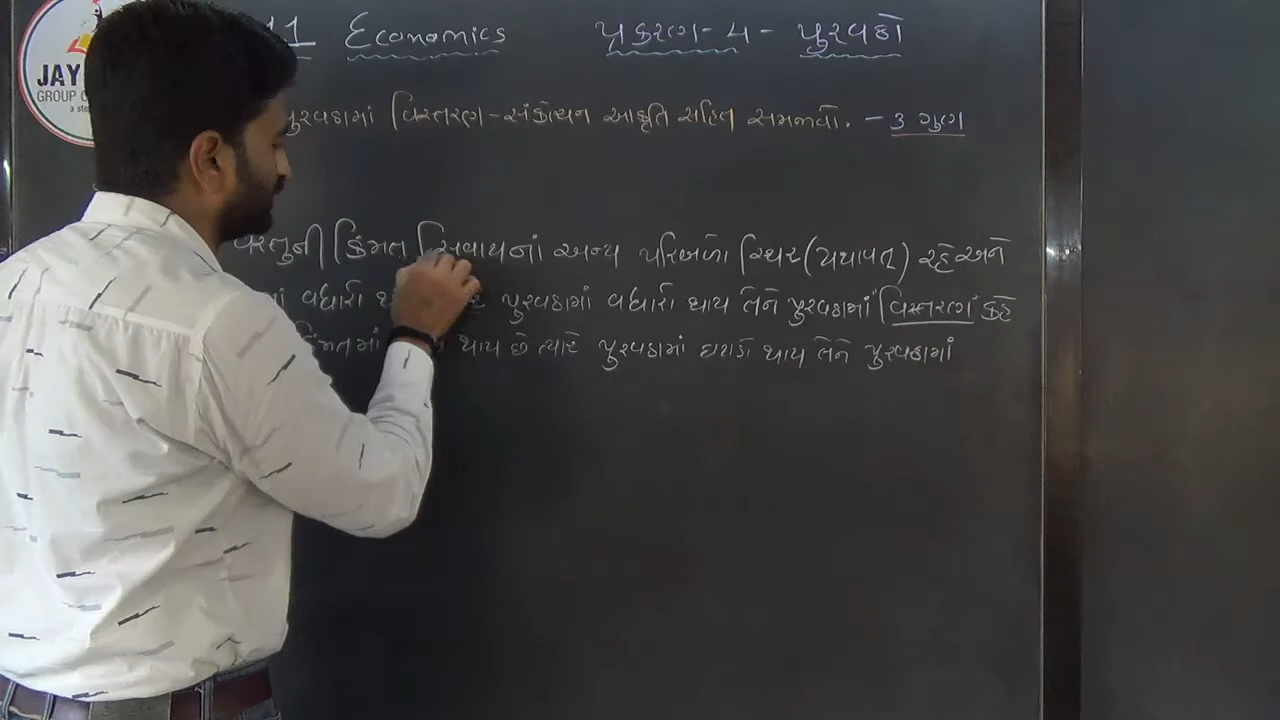 JAY
GROUP
11 Economics પ્રકરણ-4 - પુરવઠો
પુરવઠામાં વિસ્તરણ-સંકોચન આકૃતિ સહિત સમજાવો. - 3 ગુણ
વસ્તુની કિંમત સિવાયનાં અન્ય પરિબળો સ્થિર (યથાવત્) રહે અને
વધારો પુરવઠામાં વધારો થાય તેને પુરવઠામાં "વિસ્તરણ" કહે
કિંમતમાં થાય છે ત્યારે પુરવઠામાં ઘટાડો થાય તેને પુરવઠામાં